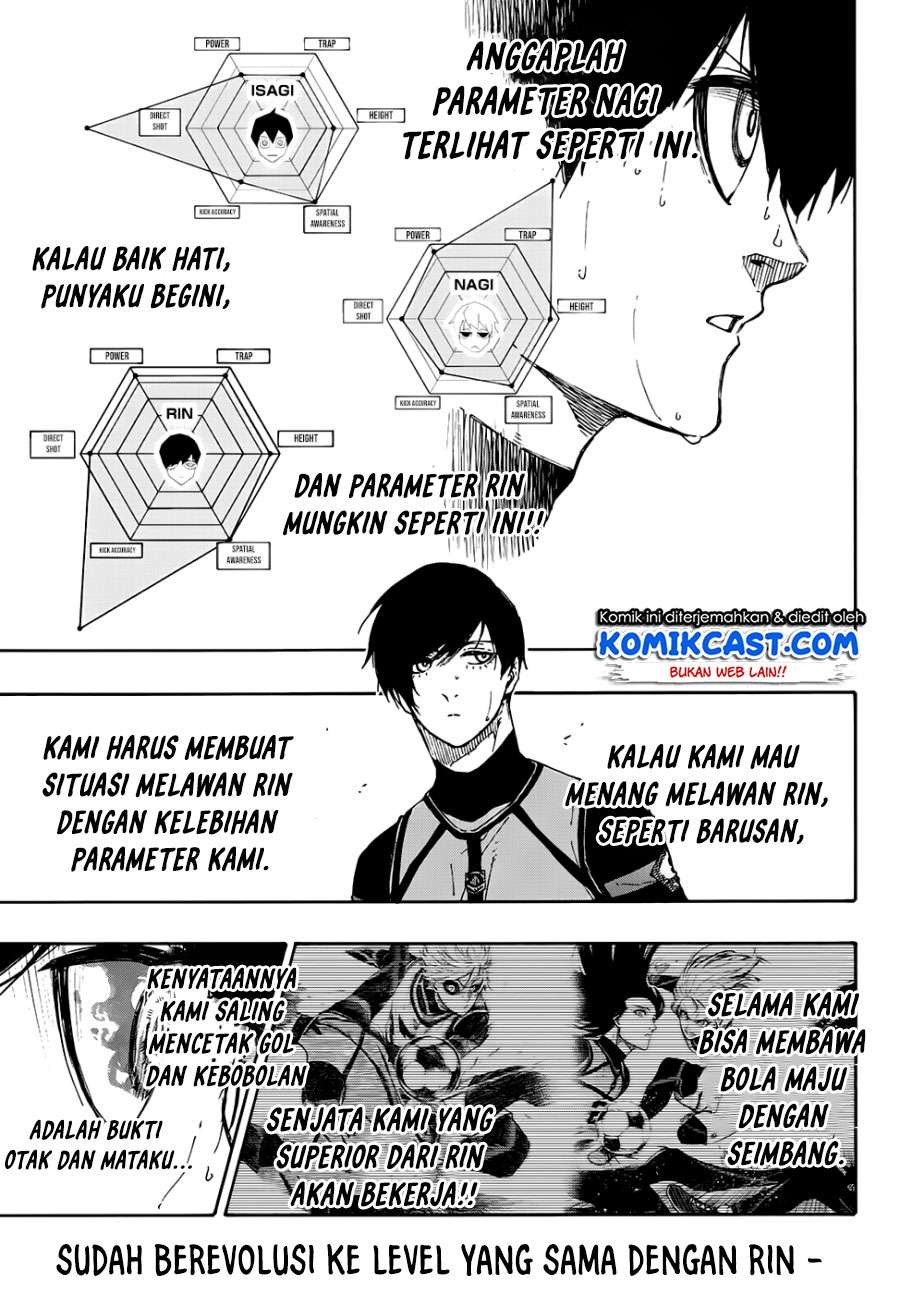 ANGGAPLAH
PARAMETER NAGI
TERLIHAT SEPERTI INI.
POWER
TRAP
ISAGI
DIRECT
SHOT
HEIGHT
KICK ACCURACY
SPATIAL
AWARENESS
KALAU BAIK HATI,
PUNYAKU BEGINI,
POWER
TRAP
NAGI
DIRECT
SHOT
HEIGHT
KICK ACCURACY
SPATIAL
AWARENESS
POWER
TRAP
RIN
DIRECT
SHOT
HEIGHT
KICK ACCURACY
SPATIAL
AWARENESS
DAN PARAMETER RIN
MUNGKIN SEPERTI INI!!
Komik ini diterjemahkan & diedit oleh
KOMIKCAST.COM
BUKAN WEB LAIN!!
KALAU KAMI MAU
MENANG MELAWAN RIN,
SEPERTI BARUSAN,
KAMI HARUS MEMBUAT
SITUASI MELAWAN RIN
DENGAN KELEBIHAN
PARAMETER KAMI.
SELAMA KAMI
BISA MEMBAWA
BOLA MAJU
DENGAN
SEIMBANG.
SENJATA KAMI YANG
SUPERIOR DARI RIN
AKAN BEKERJA!!
KENYATAANNYA
KAMI SALING
MENCETAK GOL
DAN KEBOBOLAN
ADALAH BUKTI
OTAK DAN MATAKU...
SUDAH BEREVOLUSI KE LEVEL YANG SAMA DENGAN RIN -